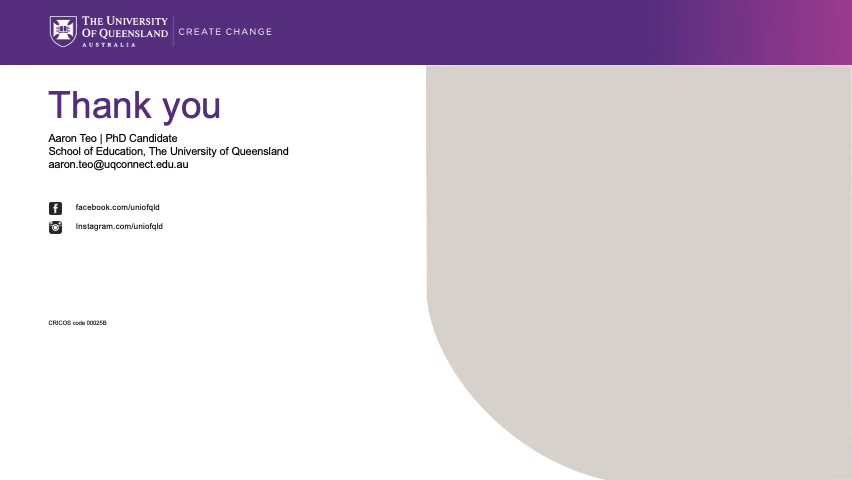 THE UNIVERSITY
OF QUEENSLAND
AUSTRALIA
CREATE CHANGE
Thank you
Aaron Teo | PhD Candidate
School of Education, The University of Queensland
aaron.teo@uqconnect.edu.au
facebook.com/uniofqld
Instagram.com/uniofqld
CRICOS code 00025B